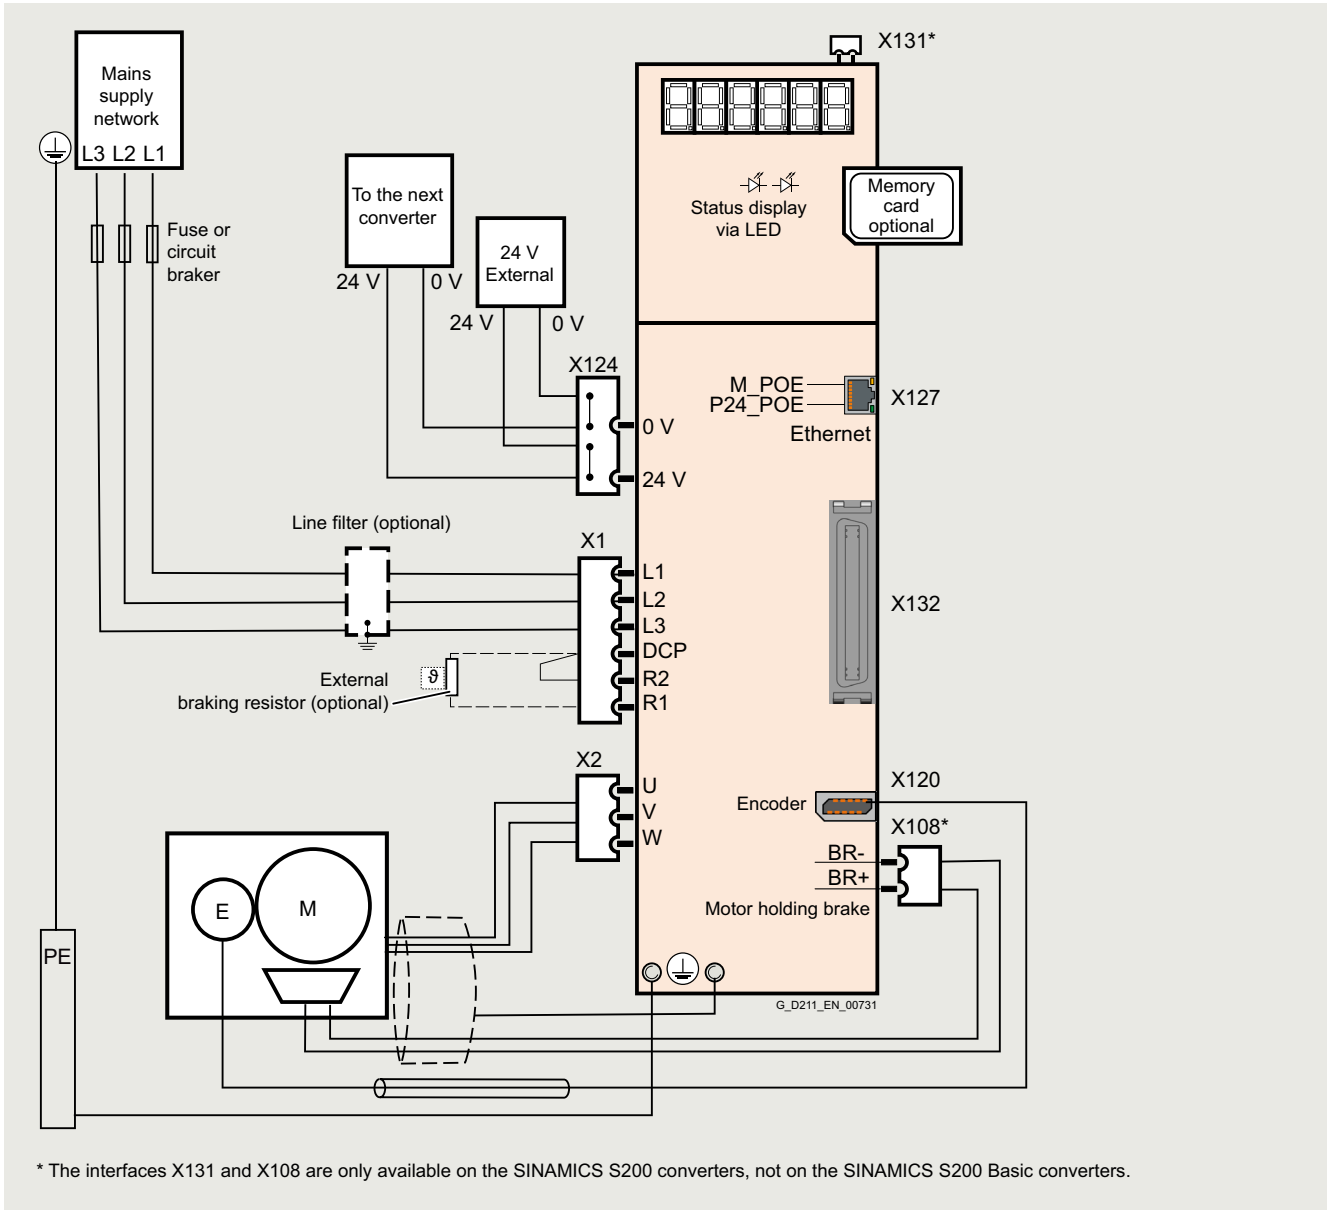 X131*
Mains
supply
network
L3 L2 L1
Fuse or
circuit
braker
To the next
converter
24 V
0 V
24 V
External
24 V
0 V
Status display
via LED
Memory
card
optional
X124
0 V
24 V
M_POE
P24_POE
Ethernet
X127
Line filter (optional)
X1
L1
L2
L3
DCP
R2
R1
ϑ
External
braking resistor (optional)
X132
X2
U
V
W
Encoder
X120
X108*
BR-
BR+
Motor holding brake
E
M
PE
G_D211_EN_00731
* The interfaces X131 and X108 are only available on the SINAMICS S200 converters, not on the SINAMICS S200 Basic converters.